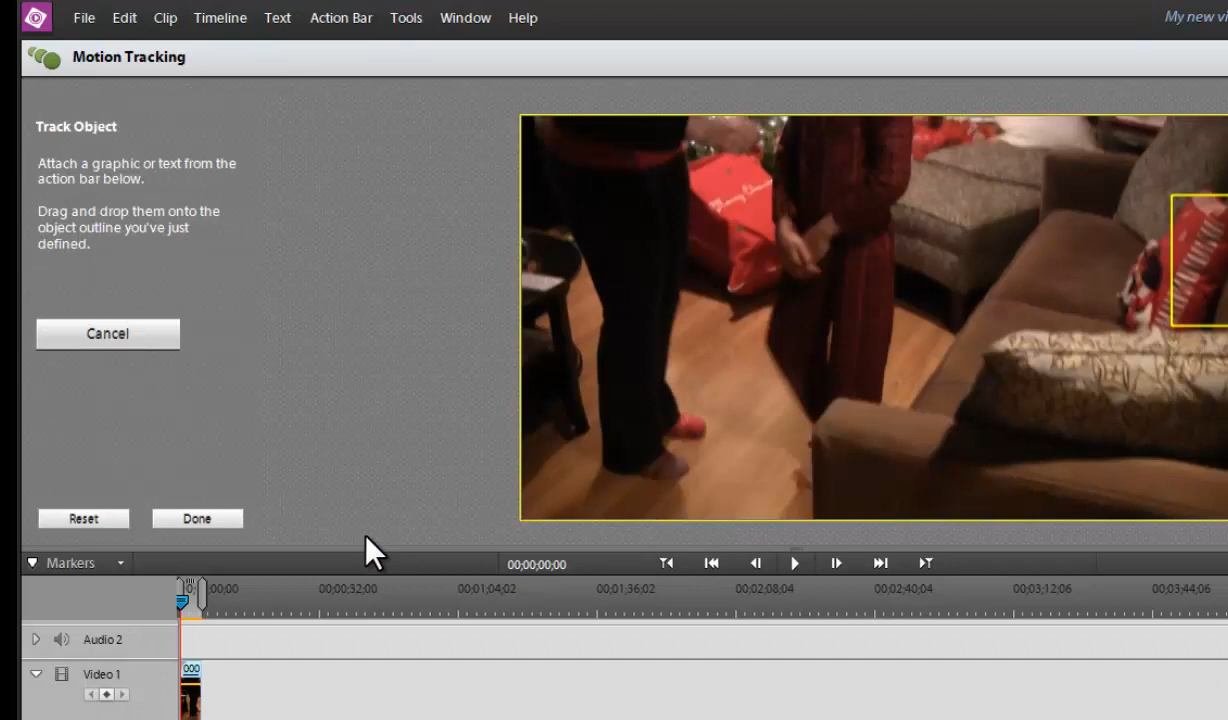 File Edit Clip Timeline Text Action Bar Tools Window Help My new vi
Motion Tracking
Track Object
Attach a graphic or text from the
action bar below.
Drag and drop them onto the
object outline you've just
defined.
Cancel
Reset Done
Markers 00;00;00;00
;00;00 00;00;32;00 00;01;04;02 00;01;36;02 00;02;08;04 00;02;40;04 00;03;12;06 00;03;44;06
Audio 2
Video 1 000